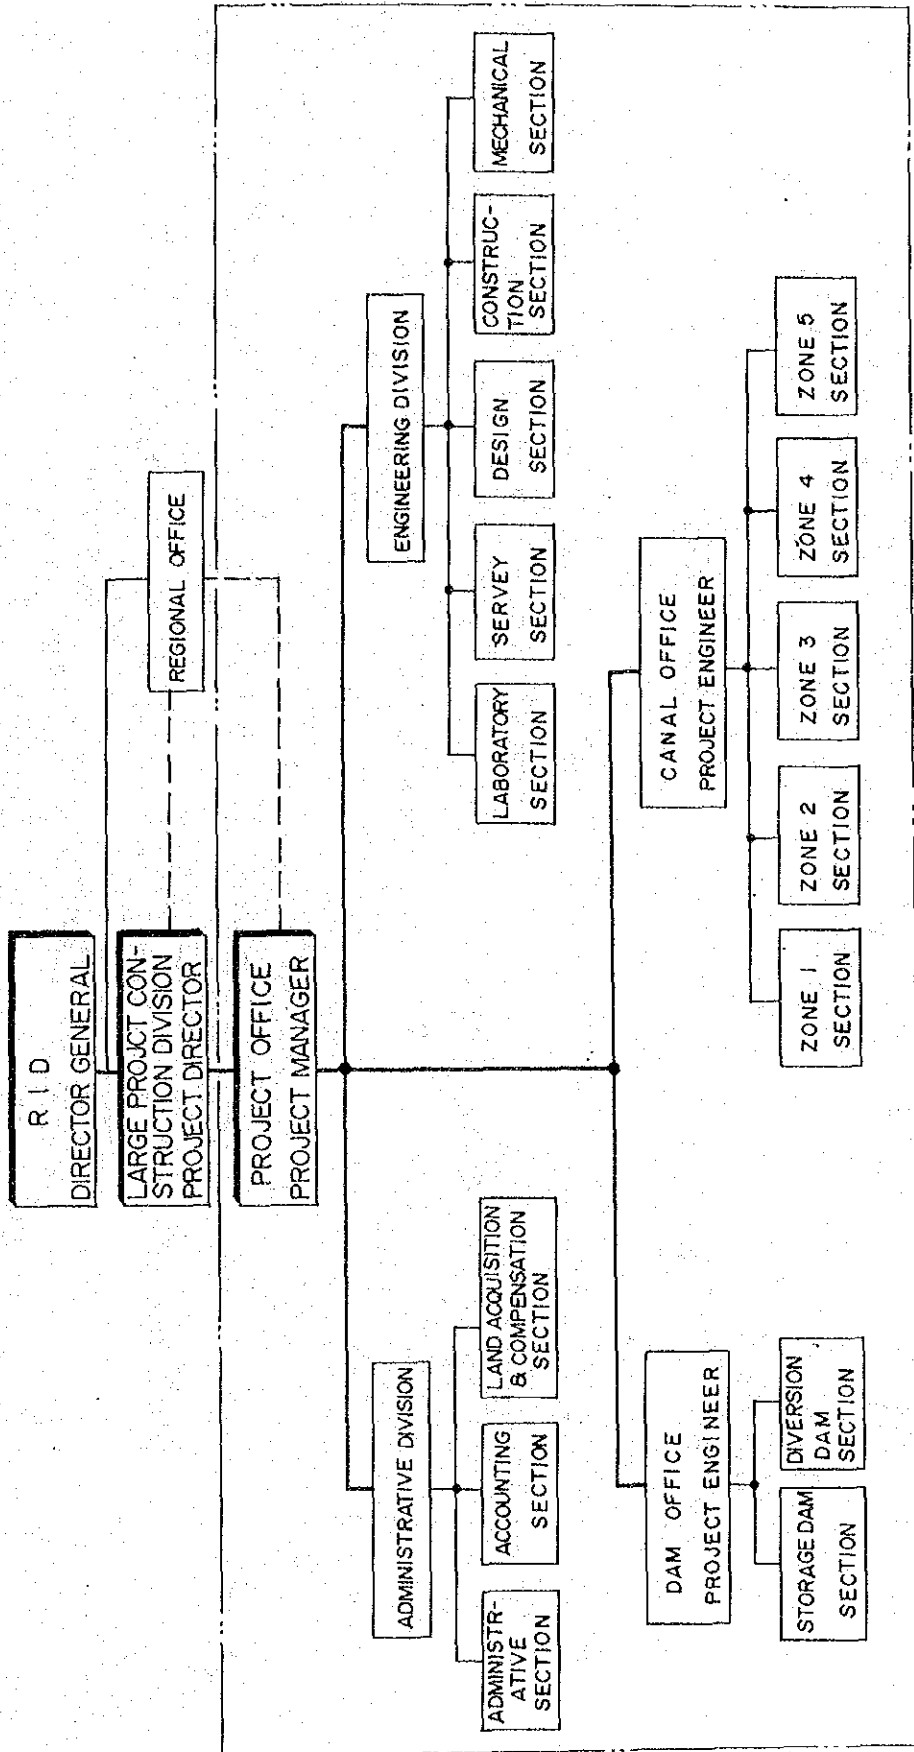 R I D
DIRECTOR GENERAL
LARGE PROJCT CON-
STRUCTION DIVISION
PROJECT DIRECTOR
REGIONAL OFFICE
PROJECT OFFICE
PROJECT MANAGER
ADMINISTRATIVE DIVISION
ENGINEERING DIVISION
ADMINISTR-
ATIVE
SECTION
ACCOUNTING
SECTION
LAND ACQUISITION
& COMPENSATION
SECTION
LABORATORY
SECTION
SERVEY
SECTION
DESIGN
SECTION
CONSTRUC-
TION
SECTION
MECHANICAL
SECTION
DAM OFFICE
PROJECT ENGINEER
CANAL OFFICE
PROJECT ENGINEER
STORAGE DAM
SECTION
DIVERSION
DAM
SECTION
ZONE 1
SECTION
ZONE 2
SECTION
ZONE 3
SECTION
ZONE 4
SECTION
ZONE 5
SECTION